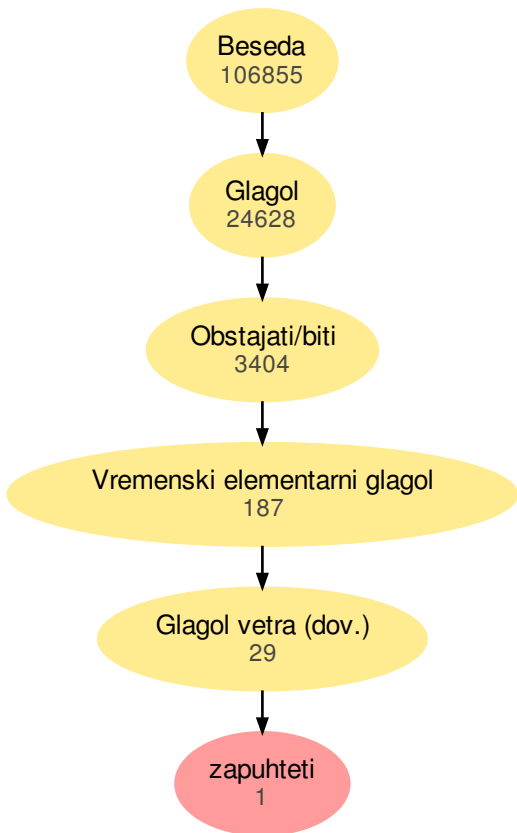 Beseda
106855
Glagol
24628
Obstajati/biti
3404
Vremenski elementarni glagol
187
Glagol vetra (dov.)
29
zapuhteti
1